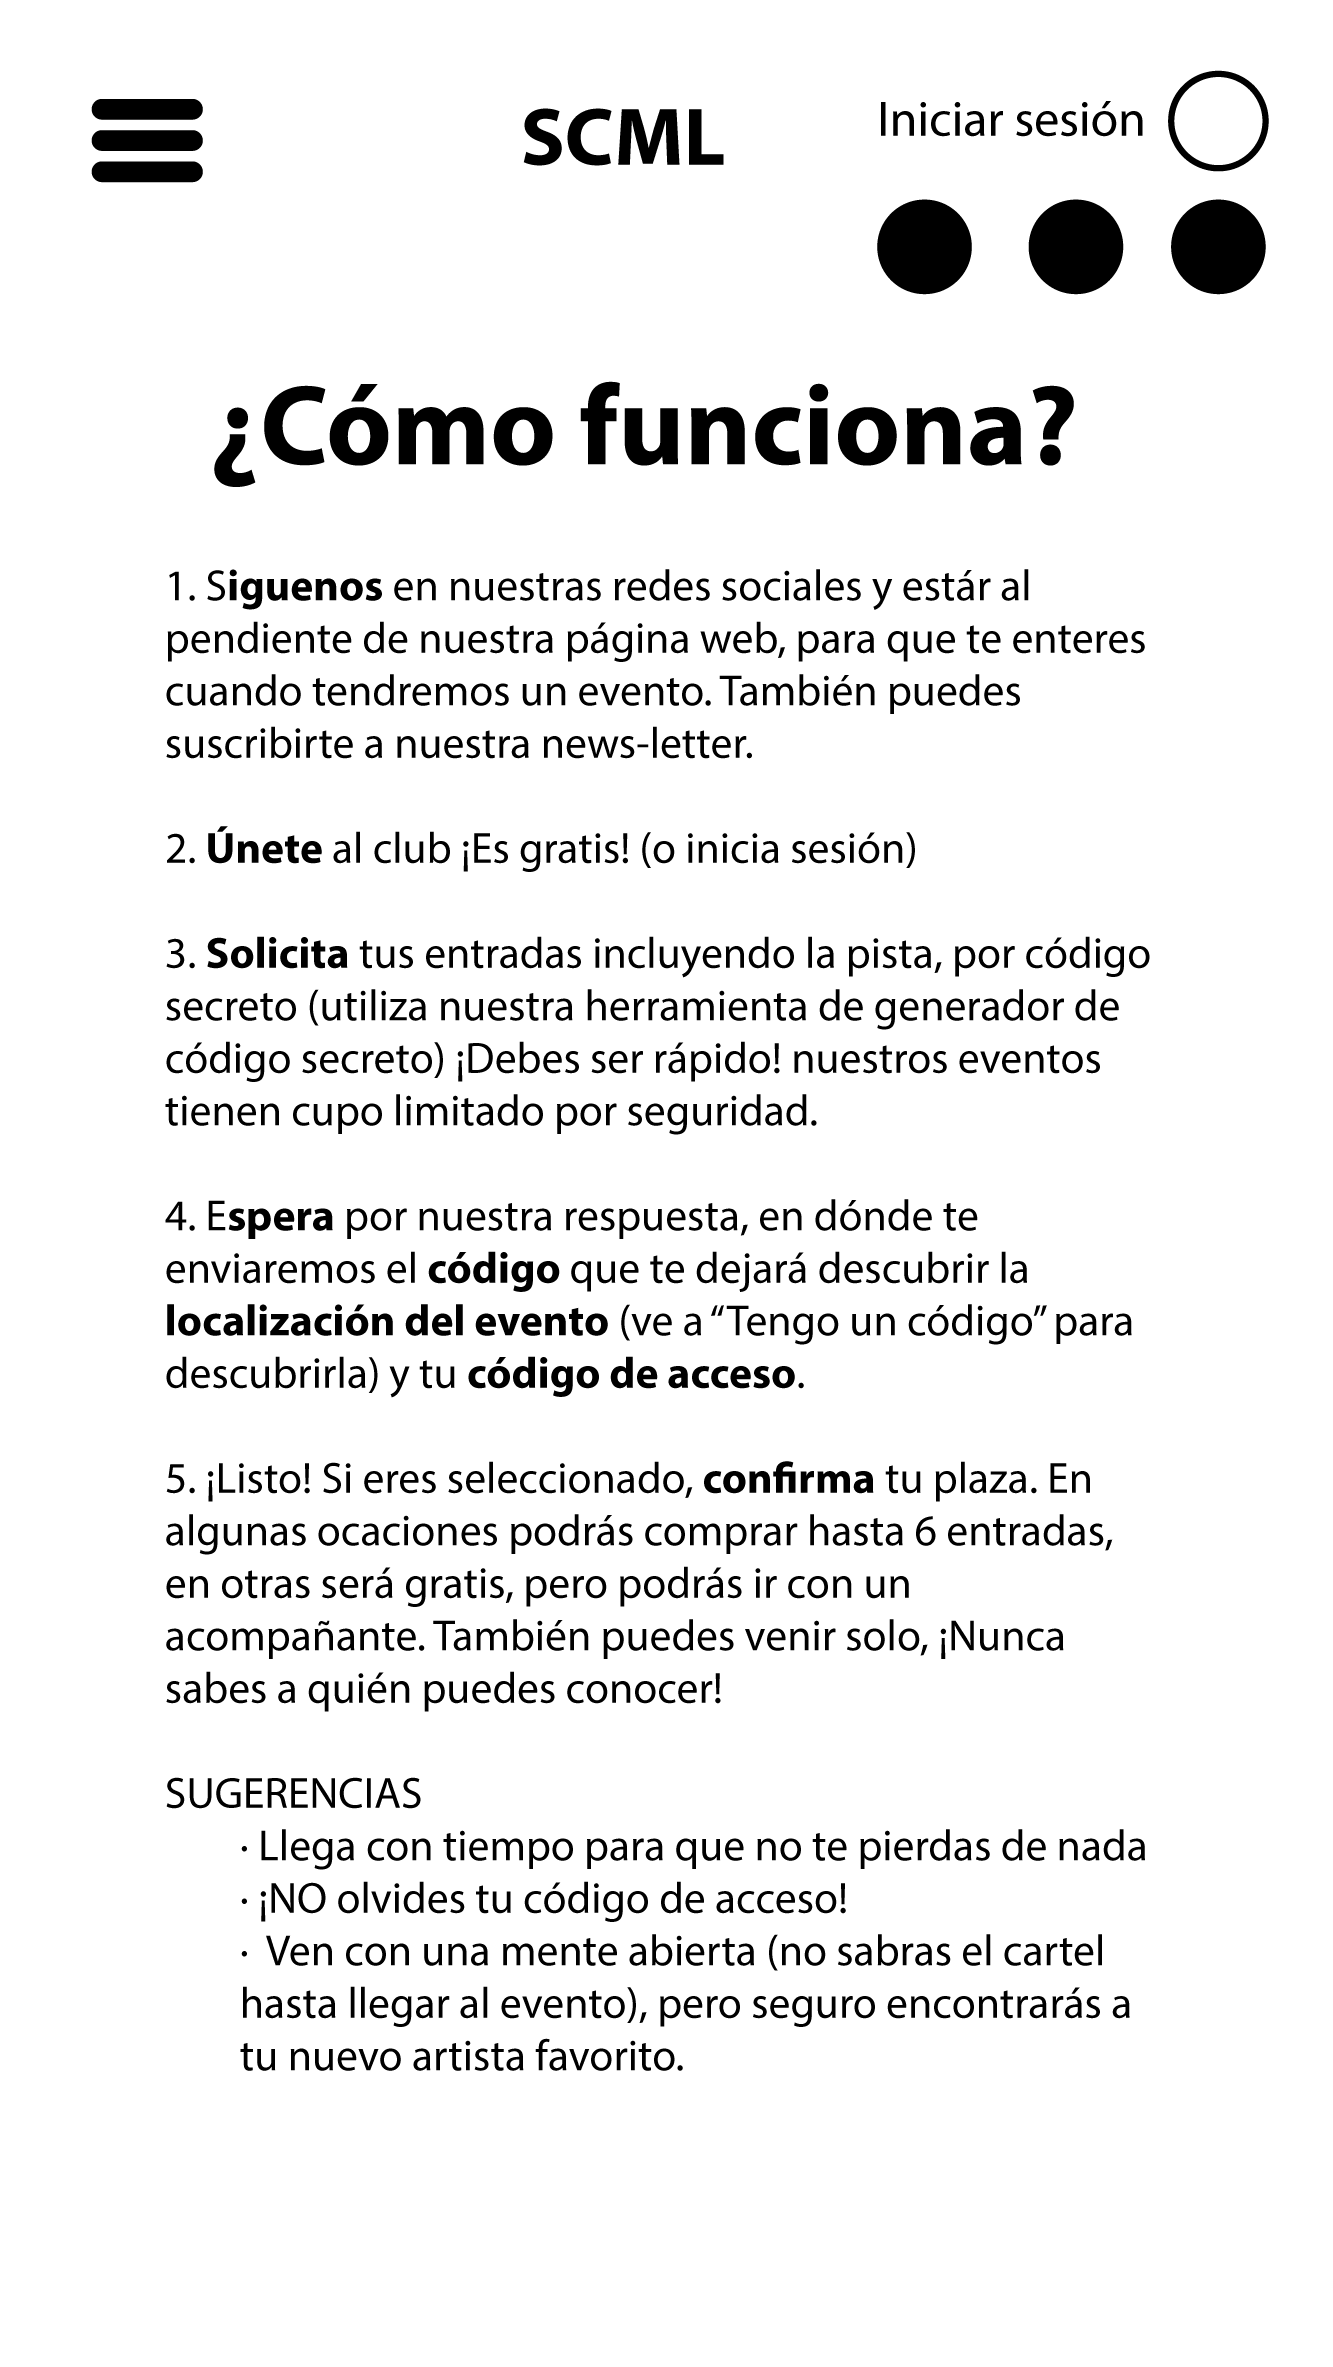 SCML
Iniciar sesión
¿Cómo funciona?
1. Siguenos en nuestras redes sociales y estár al
pendiente de nuestra página web, para que te enteres
cuando tendremos un evento. También puedes
suscribirte a nuestra news-letter.
2. Únete al club ¡Es gratis! (o inicia sesión)
3. Solicita tus entradas incluyendo la pista, por código
secreto (utiliza nuestra herramienta de generador de
código secreto) ¡Debes ser rápido! nuestros eventos
tienen cupo limitado por seguridad.
4. Espera por nuestra respuesta, en dónde te
enviaremos el código que te dejará descubrir la
localización del evento (ve a “Tengo un código” para
descubrirla) y tu código de acceso.
5. ¡Listo! Si eres seleccionado, confirma tu plaza. En
algunas ocaciones podrás comprar hasta 6 entradas,
en otras será gratis, pero podrás ir con un
acompañante. También puedes venir solo, ¡Nunca
sabes a quién puedes conocer!
SUGERENCIAS
· Llega con tiempo para que no te pierdas de nada
· ¡NO olvides tu código de acceso!
· Ven con una mente abierta (no sabras el cartel
hasta llegar al evento), pero seguro encontrarás a
tu nuevo artista favorito.